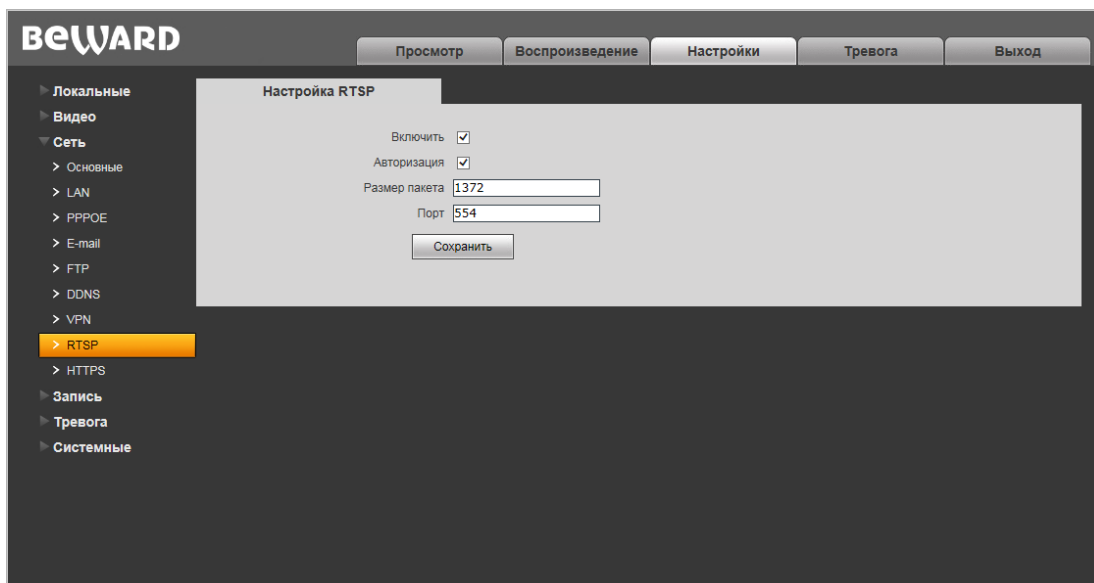 BEWARD
Просмотр
Воспроизведение
Настройки
Тревога
Выход
Локальные
Видео
Сеть
Основные
LAN
PPPOE
E-mail
FTP
DDNS
VPN
RTSP
HTTPS
Запись
Тревога
Системные
Настройка RTSP
Включить
Авторизация
Размер пакета 1372
Порт 554
Сохранить